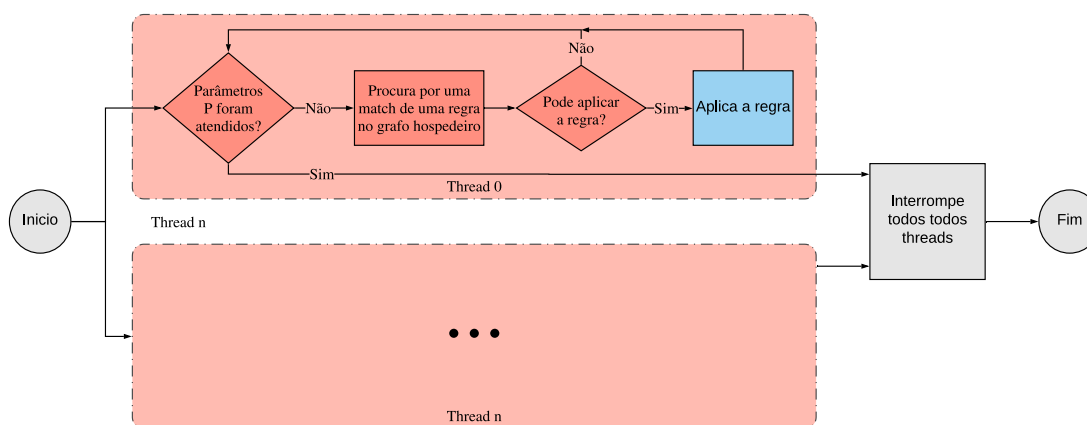 Não
Parâmetros
P foram
atendidos?
Não
Procura por uma
match de uma regra
no grafo hospedeiro
Pode aplicar
a regra?
Sim
Aplica a regra
Sim
Thread 0
Inicio
Thread n
Interrompe
todos todos
threads
Fim
Thread n